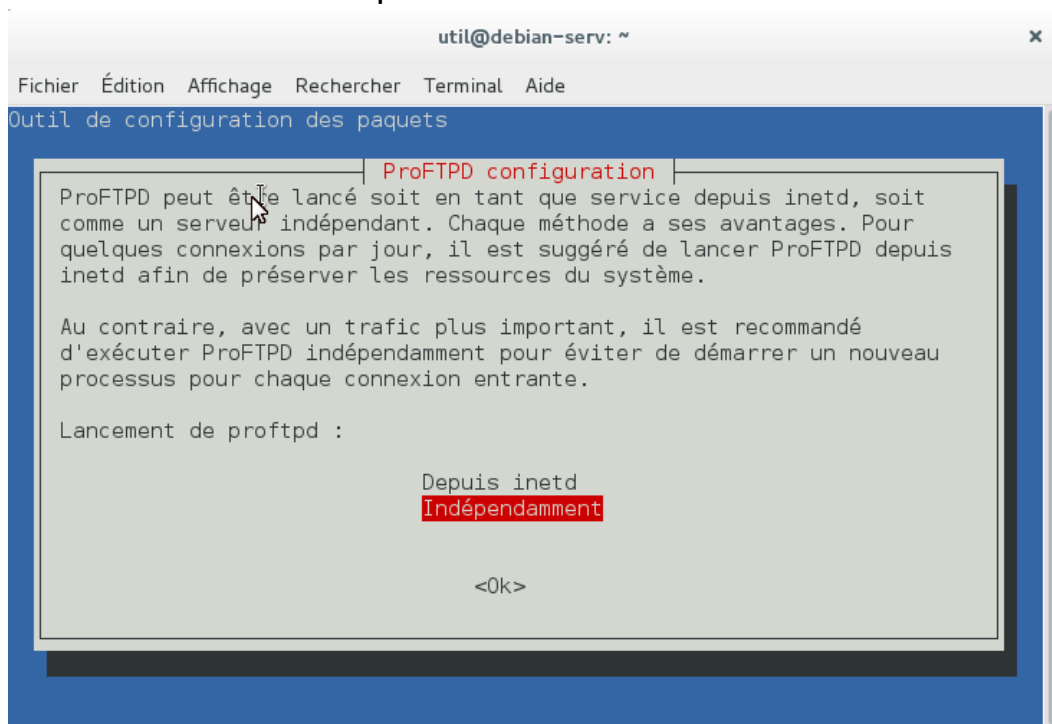 util@debian-serv: ~ ×
Fichier Édition Affichage Rechercher Terminal Aide
Outil de configuration des paquets
ProFTPD configuration
ProFTPD peut être lancé soit en tant que service depuis inetd, soit
comme un serveur indépendant. Chaque méthode a ses avantages. Pour
quelques connexions par jour, il est suggéré de lancer ProFTPD depuis
inetd afin de préserver les ressources du système.
Au contraire, avec un trafic plus important, il est recommandé
d'exécuter ProFTPD indépendamment pour éviter de démarrer un nouveau
processus pour chaque connexion entrante.
Lancement de proftpd :
Depuis inetd
Indépendamment
<Ok>